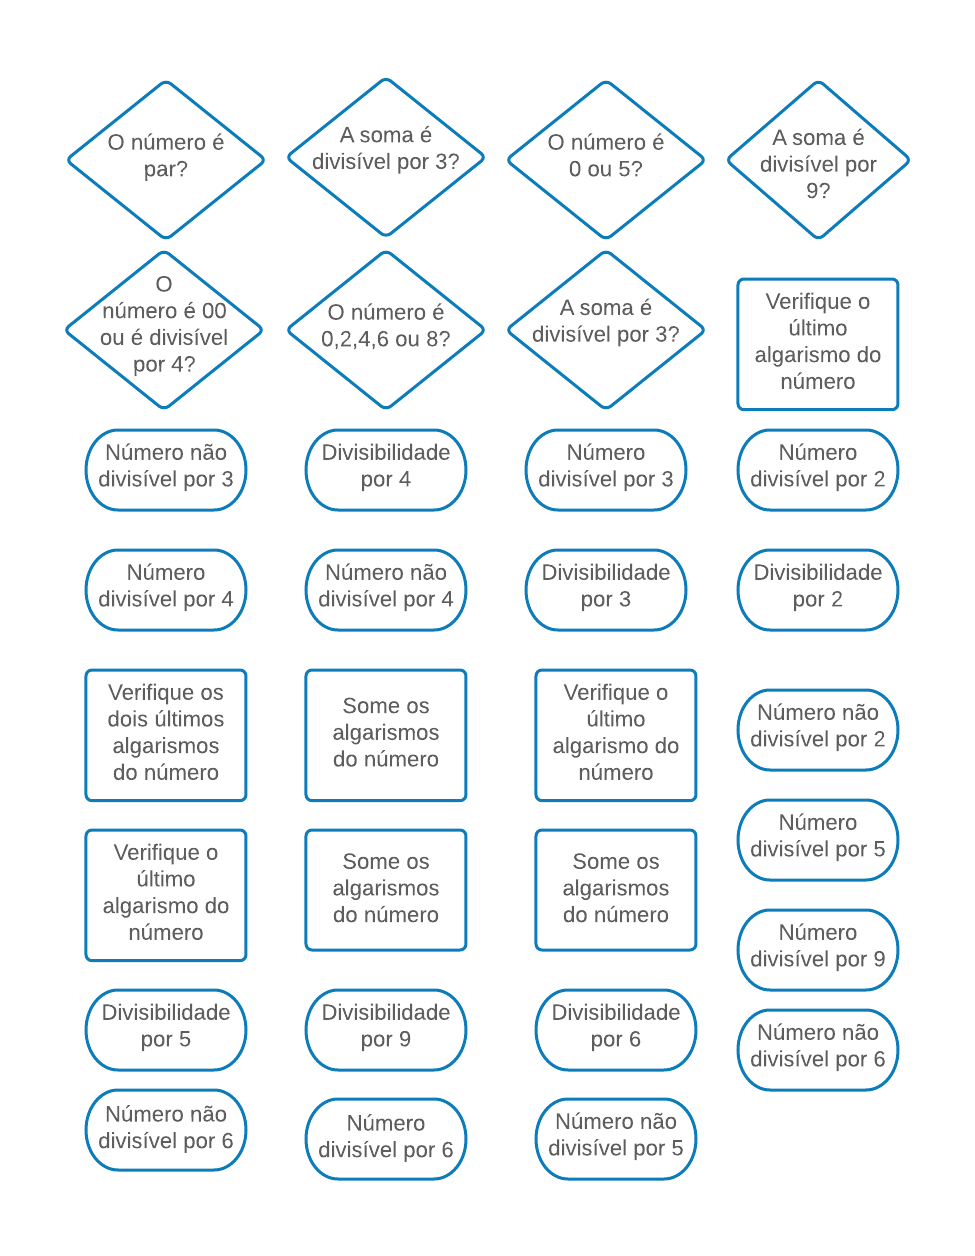 O número é
par?
A soma é
divisível por 3?
O número é
0 ou 5?
A soma é
divisível por
9?
O
número é 00
ou é divisível
por 4?
O número é
0,2,4,6 ou 8?
A soma é
divisível por 3?
Verifique o
último
algarismo do
número
Número não
divisível por 3
Divisibilidade
por 4
Número
divisível por 3
Número
divisível por 2
Número
divisível por 4
Número não
divisível por 4
Divisibilidade
por 3
Divisibilidade
por 2
Verifique os
dois últimos
algarismos
do número
Some os
algarismos
do número
Verifique o
último
algarismo do
número
Número não
divisível por 2
Verifique o
último
algarismo do
número
Some os
algarismos
do número
Some os
algarismos
do número
Número
divisível por 5
Número
divisível por 9
Divisibilidade
por 5
Divisibilidade
por 9
Divisibilidade
por 6
Número não
divisível por 6
Número não
divisível por 6
Número
divisível por 6
Número não
divisível por 5